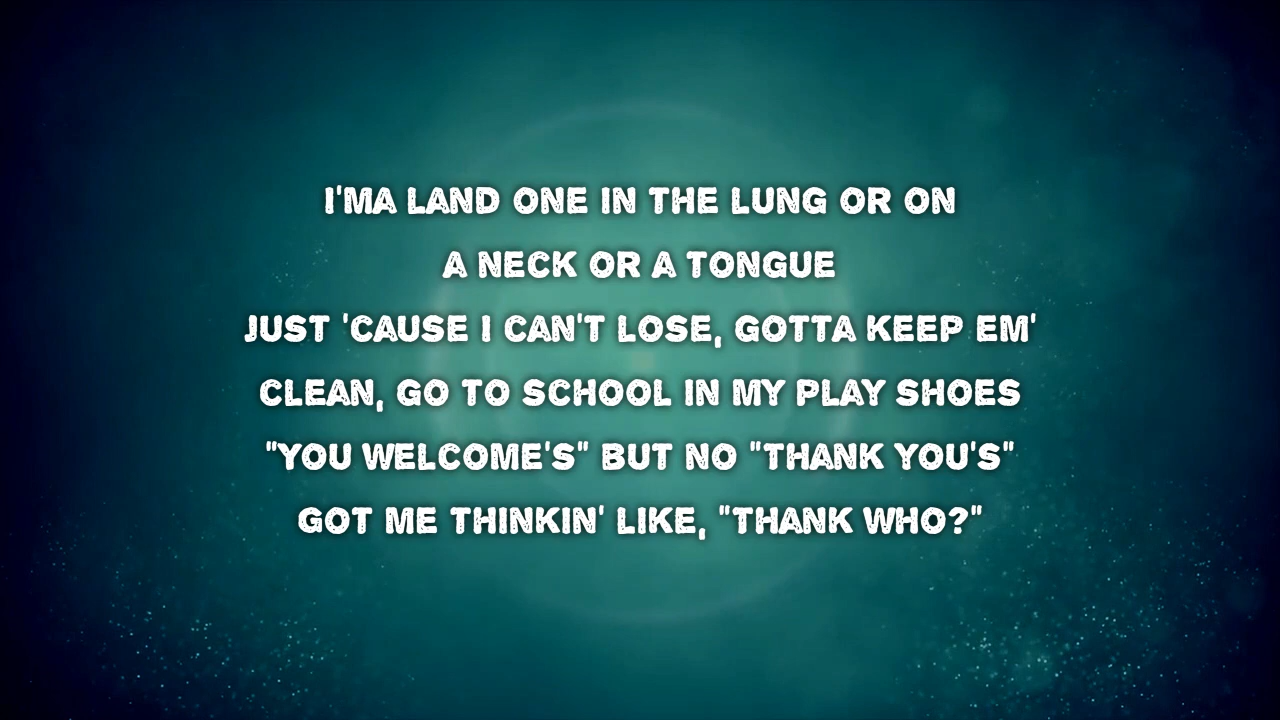 I'MA LAND ONE IN THE LUNG OR ON
A NECK OR A TONGUE
JUST 'CAUSE I CAN'T LOSE, GOTTA KEEP EM'
CLEAN, GO TO SCHOOL IN MY PLAY SHOES
"YOU WELCOME'S" BUT NO "THANK YOU'S"
GOT ME THINKIN' LIKE, "THANK WHO?"